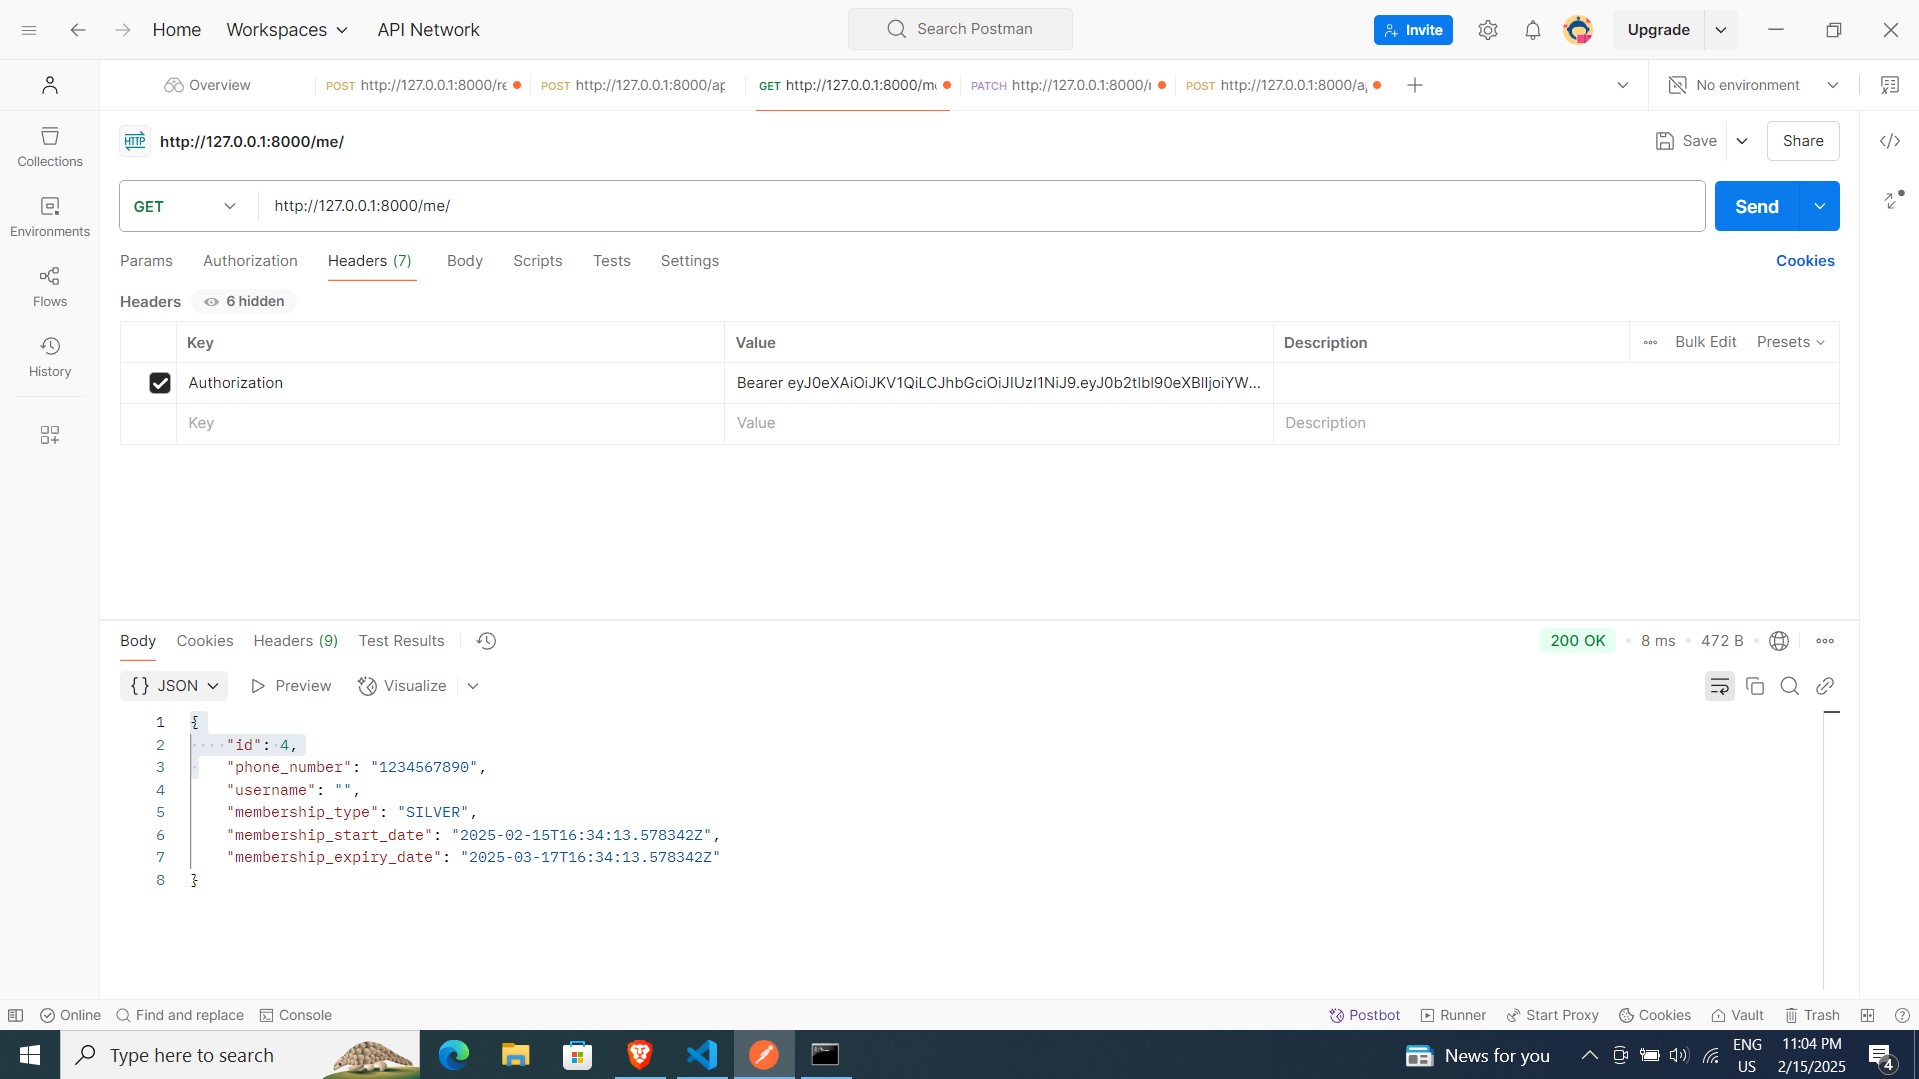 Home Workspaces API Network Search Postman Invite Upgrade
Overview POST http://127.0.0.1:8000/re POST http://127.0.0.1:8000/ap GET http://127.0.0.1:8000/m PATCH http://127.0.0.1:8000/ POST http://127.0.0.1:8000/a No environment
HTTP http://127.0.0.1:8000/me/ Save Share
Collections
GET http://127.0.0.1:8000/me/ Send
Environments
Params Authorization Headers (7) Body Scripts Tests Settings Cookies
Flows
Headers 6 hidden
Key Value Description Bulk Edit Presets
History
Authorization Bearer eyJ0eXAiOiJKV1QiLCJhbGciOiJIUzI1NiJ9.eyJ0b2tlbl90eXBlIjoiYW...
Key Value Description
Body Cookies Headers (9) Test Results 200 OK • 8 ms • 472 B
{} JSON Preview Visualize
1 {
2 "id": 4,
3 "phone_number": "1234567890",
4 "username": "",
5 "membership_type": "SILVER",
6 "membership_start_date": "2025-02-15T16:34:13.578342Z",
7 "membership_expiry_date": "2025-03-17T16:34:13.578342Z"
8 }
Online Find and replace Console Postbot Runner Start Proxy Cookies Vault Trash
Type here to search News for you ENG US 11:04 PM 2/15/2025 4